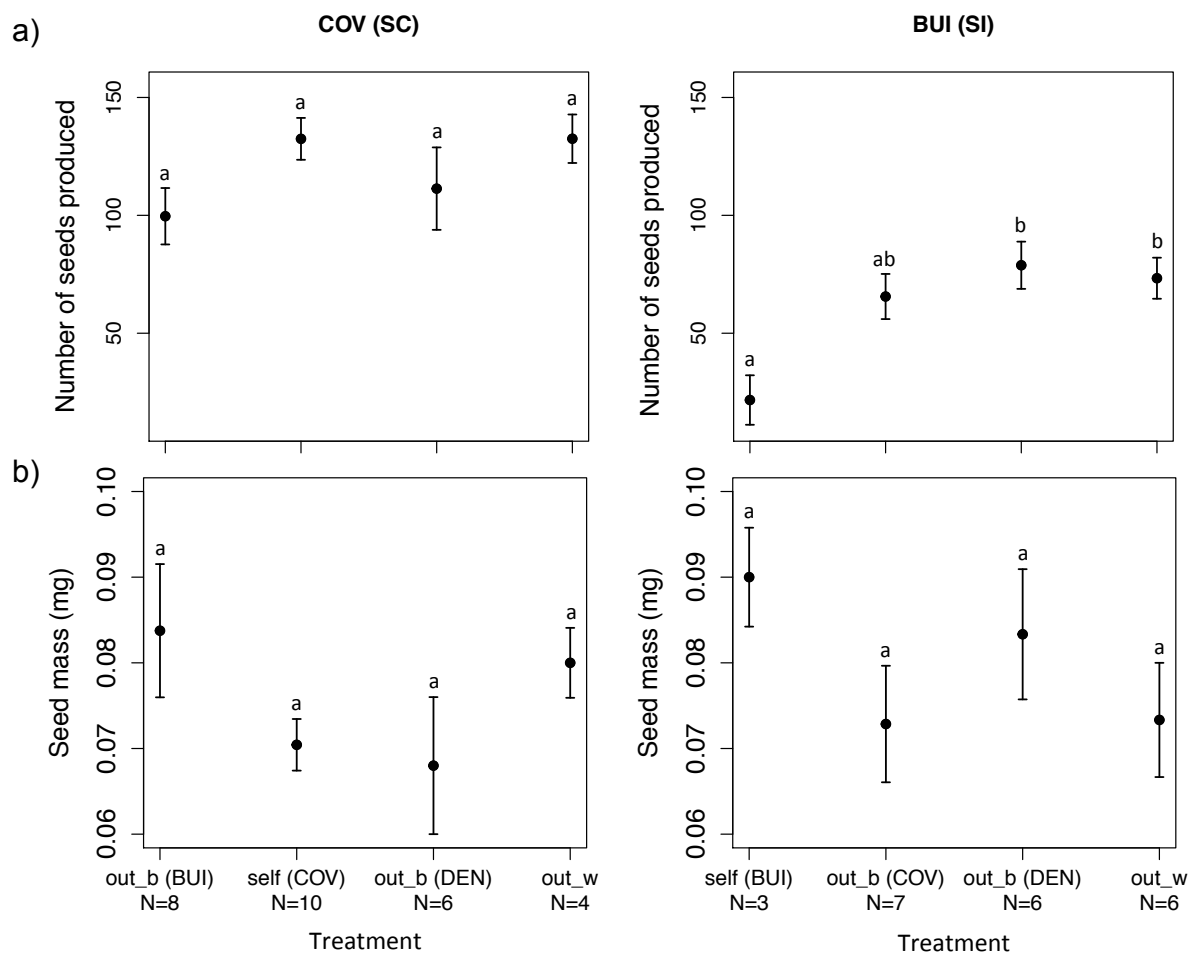 a)
COV (SC)
BUI (SI)
Number of seeds produced
150
100
50
a
a
a
a
Number of seeds produced
150
100
50
a
ab
b
b
b)
Seed mass (mg)
0.10
0.09
0.08
0.07
0.06
a
a
a
a
out_b (BUI) self (COV) out_b (DEN) out_w
N=8 N=10 N=6 N=4
Treatment
Seed mass (mg)
0.10
0.09
0.08
0.07
0.06
a
a
a
a
self (BUI) out_b (COV) out_b (DEN) out_w
N=3 N=7 N=6 N=6
Treatment